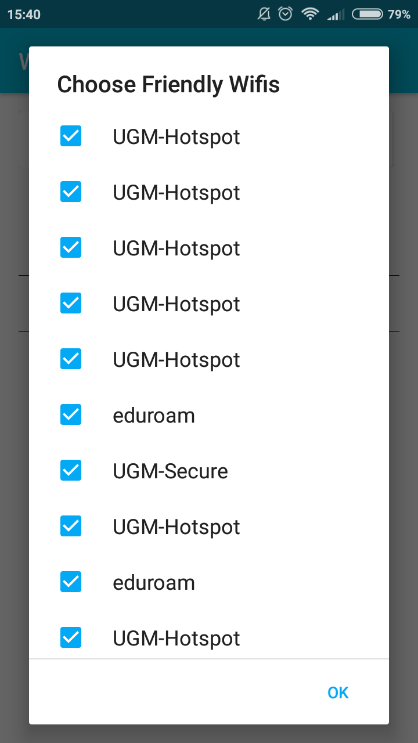 15:40
79%
W
Choose Friendly Wifis
UGM-Hotspot
UGM-Hotspot
UGM-Hotspot
UGM-Hotspot
UGM-Hotspot
eduroam
UGM-Secure
UGM-Hotspot
eduroam
UGM-Hotspot
OK